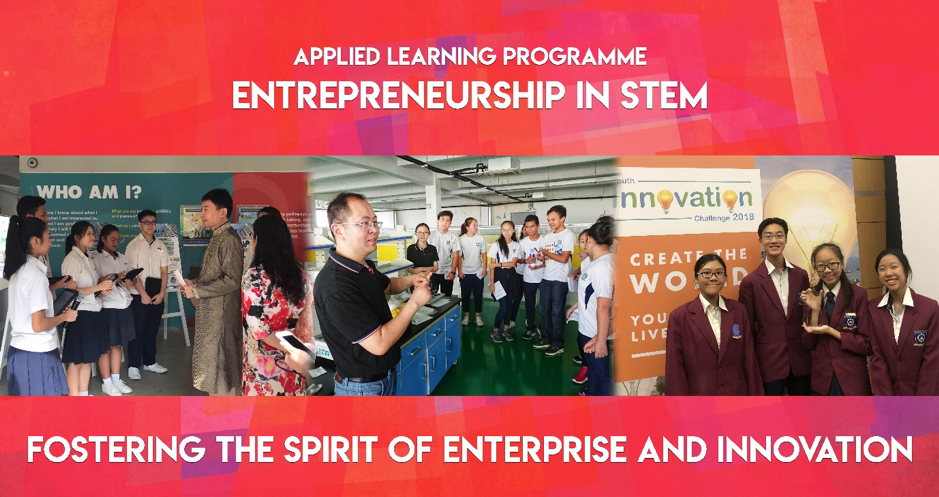 APPLIED LEARNING PROGRAMME
ENTREPRENEURSHIP IN STEM
WHO AM I?
outh
nnovation
Challenge 2018
CREATE THE
WO
YOU
LIVE
FOSTERING THE SPIRIT OF ENTERPRISE AND INNOVATION